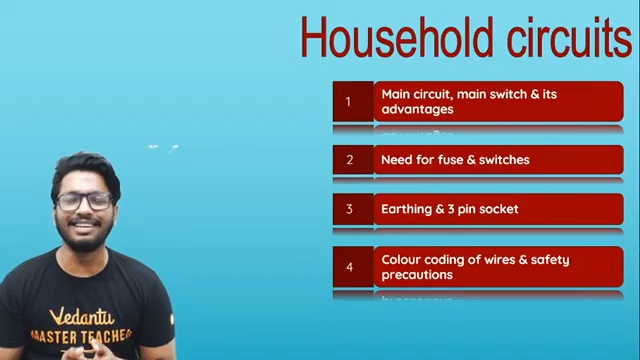 Household circuits
1
Main circuit, main switch & its
advantages
2
Need for fuse & switches
3
Earthing & 3 pin socket
4
Colour coding of wires & safety
precautions
Vedantu
MASTER TEACHER